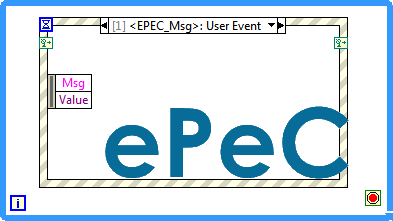 [1] <EPEC_Msg>: User Event
Msg
Value
ePeC
i